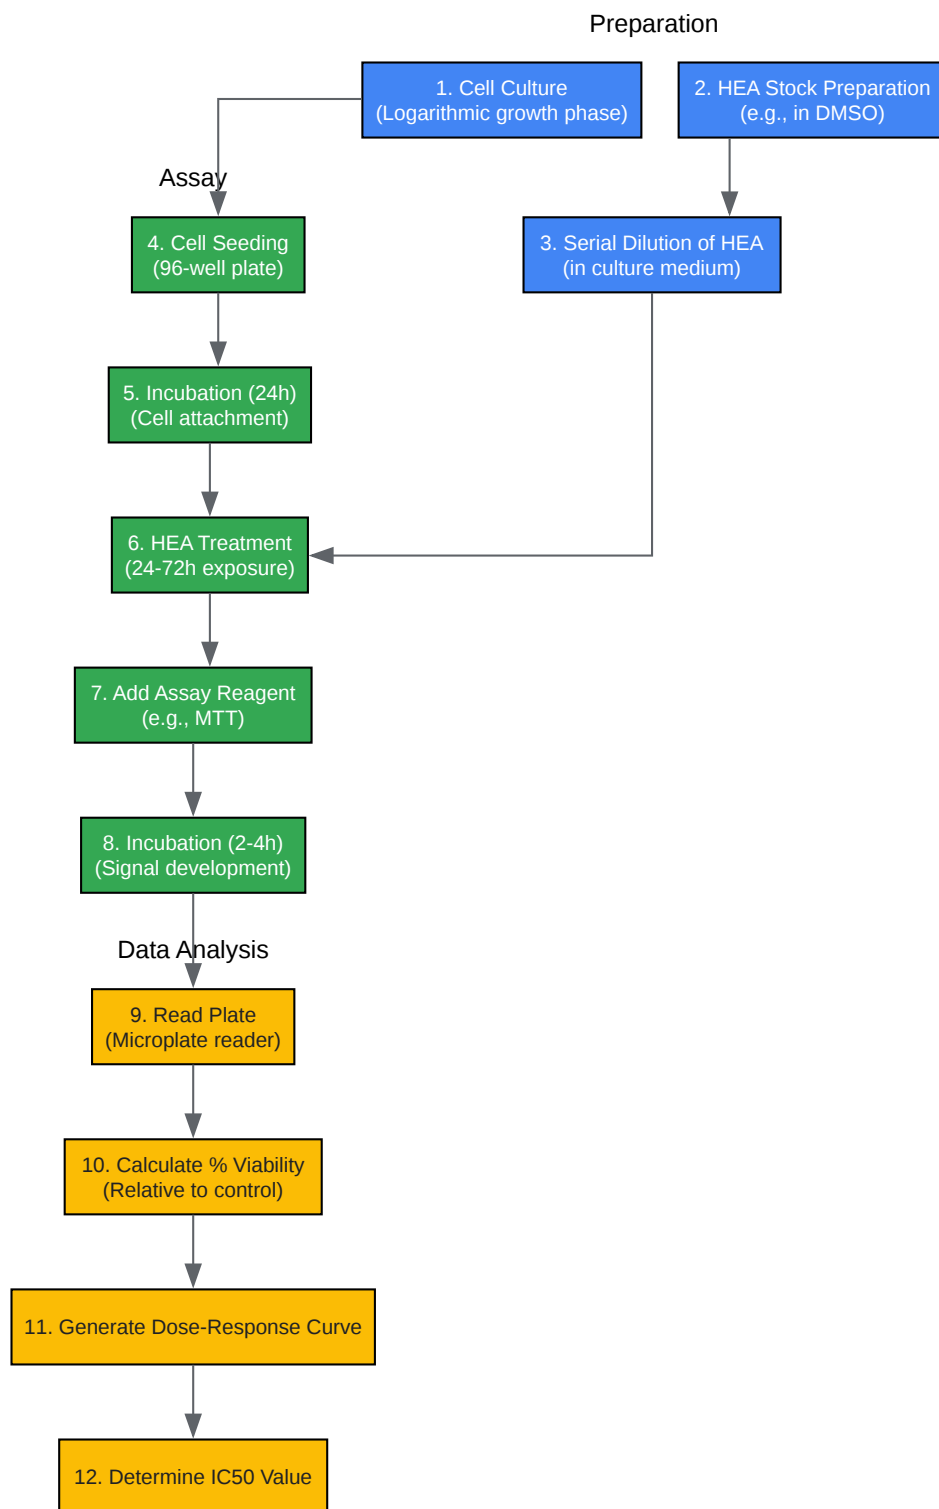 Preparation
1. Cell Culture
(Logarithmic growth phase)
2. HEA Stock Preparation
(e.g., in DMSO)
Assay
4. Cell Seeding
(96-well plate)
3. Serial Dilution of HEA
(in culture medium)
5. Incubation (24h)
(Cell attachment)
6. HEA Treatment
(24-72h exposure)
7. Add Assay Reagent
(e.g., MTT)
8. Incubation (2-4h)
(Signal development)
Data Analysis
9. Read Plate
(Microplate reader)
10. Calculate % Viability
(Relative to control)
11. Generate Dose-Response Curve
12. Determine IC50 Value